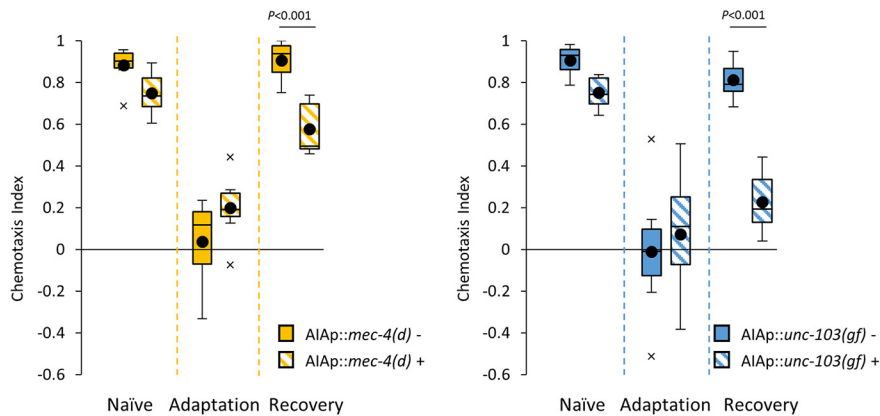 P<0.001
1
0.8
0.6
0.4
0.2
0
-0.2
-0.4
-0.6
Chemotaxis Index
AIAp::mec-4(d) -
AIAp::mec-4(d) +
Naïve Adaptation Recovery
P<0.001
1
0.8
0.6
0.4
0.2
0
-0.2
-0.4
-0.6
Chemotaxis Index
AIAp::unc-103(gf) -
AIAp::unc-103(gf) +
Naïve Adaptation Recovery